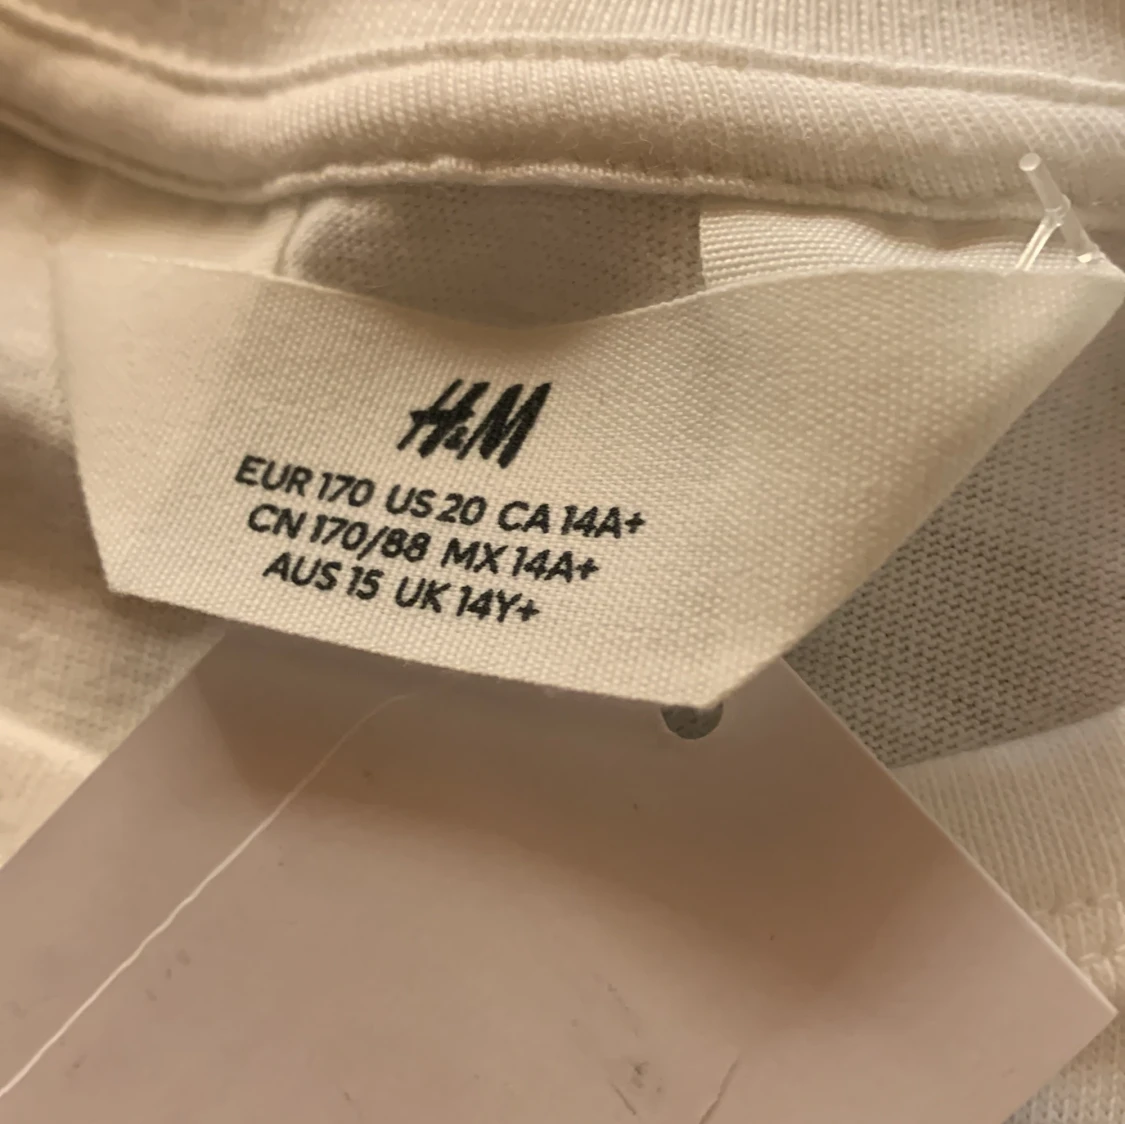 H&M
EUR 170 US 20 CA 14A+
CN 170/88 MX 14A+
AUS 15 UK 14Y+